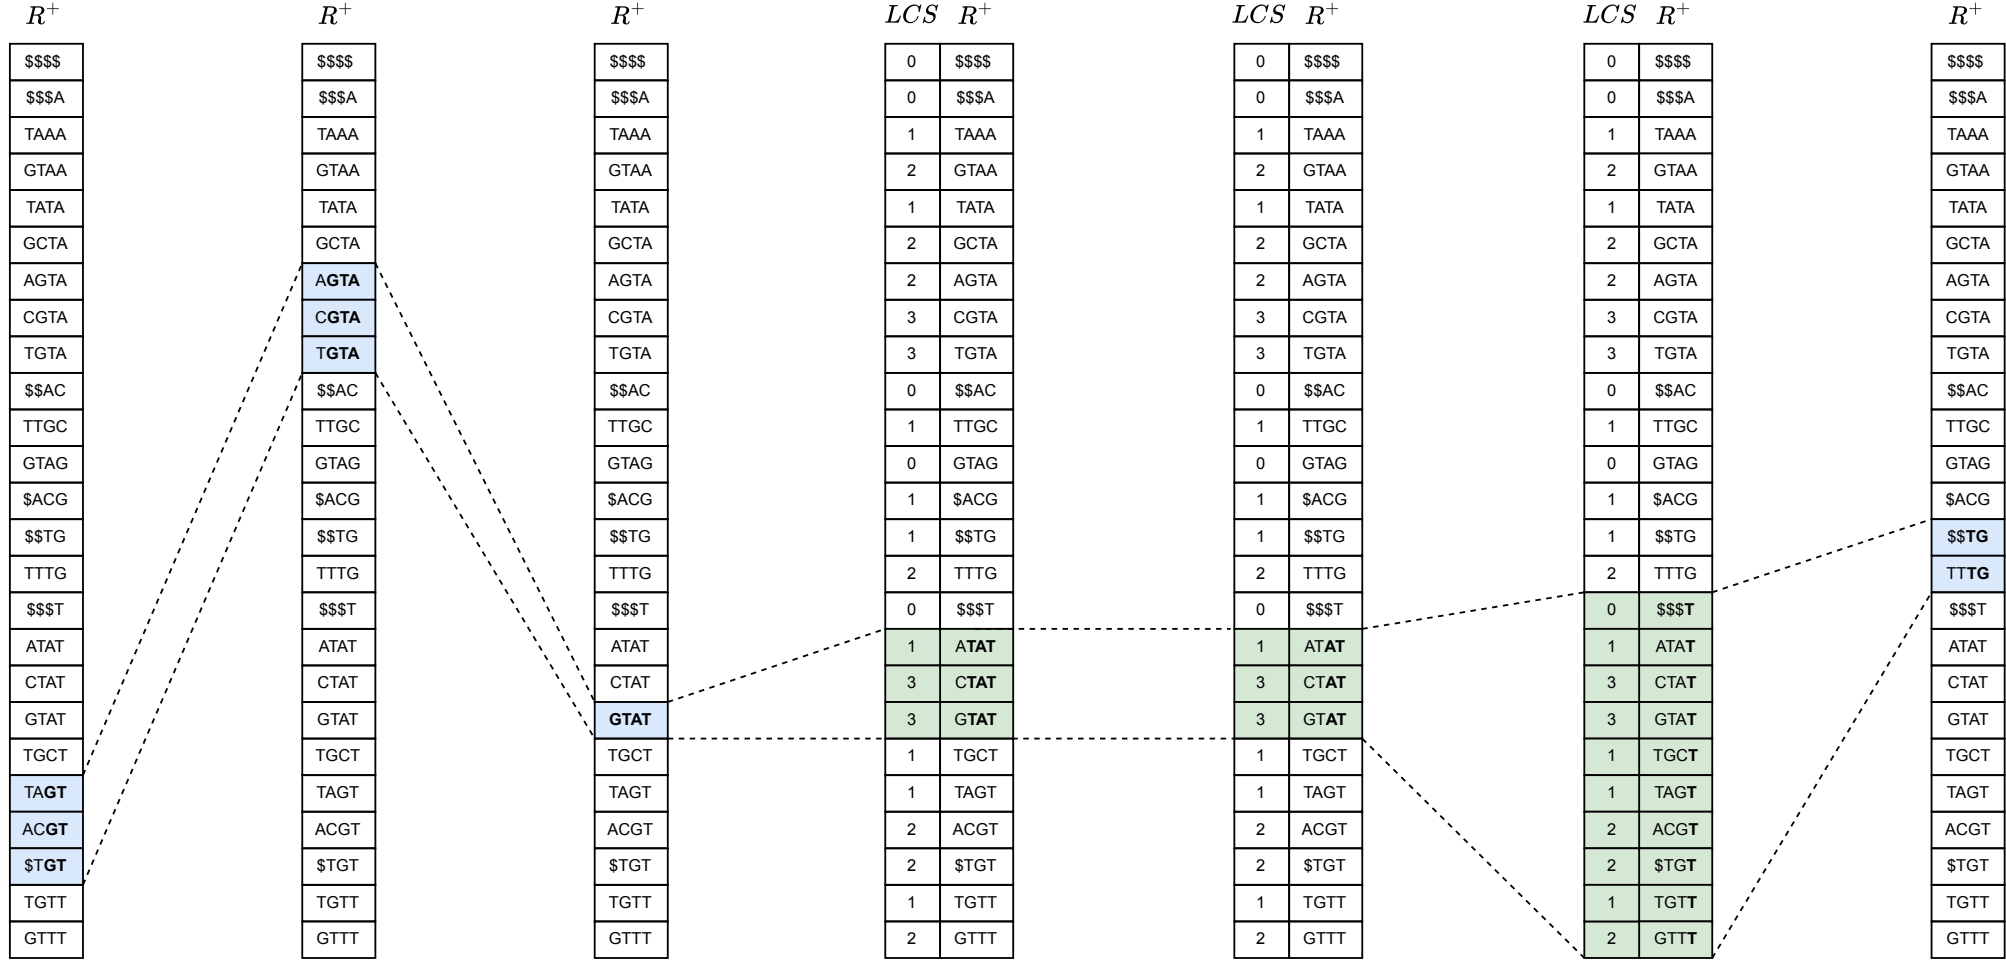 R+ R+ R+ LCS R+ LCS R+ LCS R+ R+
$$$$ $$$$ $$$$ 0 $$$$ 0 $$$$ 0 $$$$ $$$$
$$$A $$$A $$$A 0 $$$A 0 $$$A 0 $$$A $$$A
TAAA TAAA TAAA 1 TAAA 1 TAAA 1 TAAA TAAA
GTAA GTAA GTAA 2 GTAA 2 GTAA 2 GTAA GTAA
TATA TATA TATA 1 TATA 1 TATA 1 TATA TATA
GCTA GCTA GCTA 2 GCTA 2 GCTA 2 GCTA GCTA
AGTA AGTA AGTA 2 AGTA 2 AGTA 2 AGTA AGTA
CGTA CGTA CGTA 3 CGTA 3 CGTA 3 CGTA CGTA
TGTA TGTA TGTA 3 TGTA 3 TGTA 3 TGTA TGTA
$$AC $$AC $$AC 0 $$AC 0 $$AC 0 $$AC $$AC
TTGC TTGC TTGC 1 TTGC 1 TTGC 1 TTGC TTGC
GTAG GTAG GTAG 0 GTAG 0 GTAG 0 GTAG GTAG
$ACG $ACG $ACG 1 $ACG 1 $ACG 1 $ACG $ACG
$$TG $$TG $$TG 1 $$TG 1 $$TG 1 $$TG $$TG
TTTG TTTG TTTG 2 TTTG 2 TTTG 2 TTTG TTTG
$$$T $$$T $$$T 0 $$$T 0 $$$T 0 $$$T $$$T
ATAT ATAT ATAT 1 ATAT 1 ATAT 1 ATAT ATAT
CTAT CTAT CTAT 3 CTAT 3 CTAT 3 CTAT CTAT
GTAT GTAT GTAT 3 GTAT 3 GTAT 3 GTAT GTAT
TGCT TGCT TGCT 1 TGCT 1 TGCT 1 TGCT TGCT
TAGT TAGT TAGT 1 TAGT 1 TAGT 1 TAGT TAGT
ACGT ACGT ACGT 2 ACGT 2 ACGT 2 ACGT ACGT
$TGT $TGT $TGT 2 $TGT 2 $TGT 2 $TGT $TGT
TGTT TGTT TGTT 1 TGTT 1 TGTT 1 TGTT TGTT
GTTT GTTT GTTT 2 GTTT 2 GTTT 2 GTTT GTTT